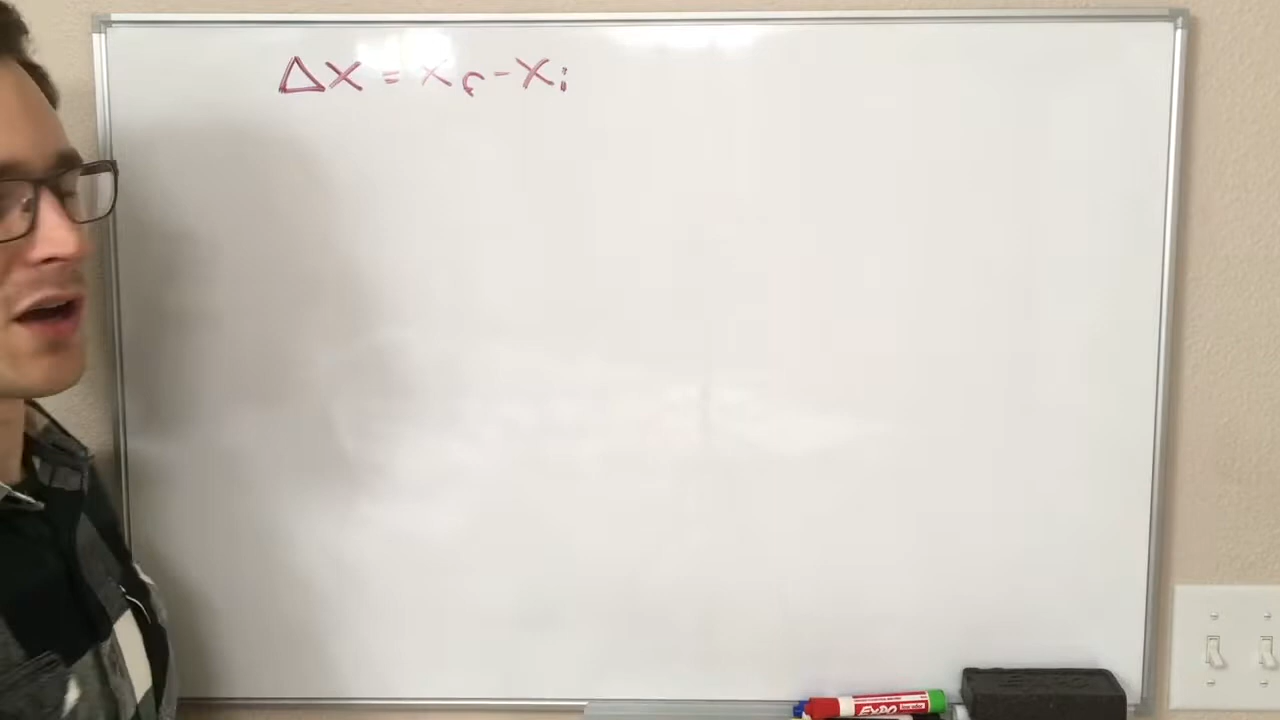 Δx = x_f - x_i
EXPO